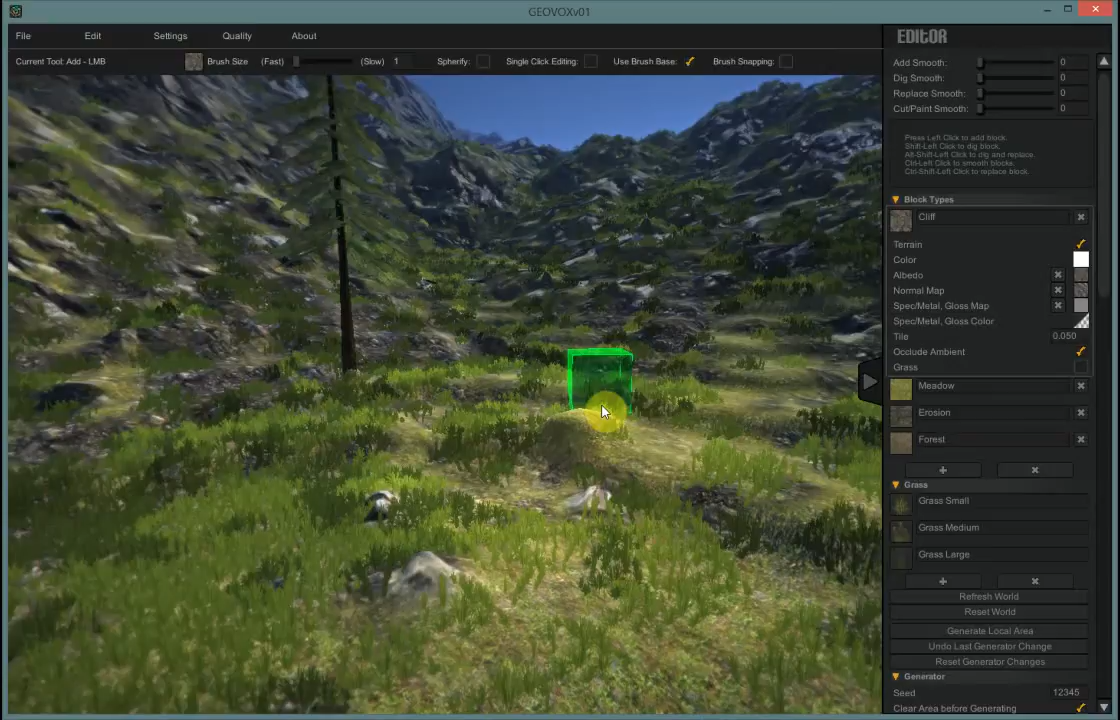 GEOVOXv01
File Edit Settings Quality About
Current Tool: Add - LMB Brush Size (Fast) (Slow) 1 Spherify: Single Click Editing: Use Brush Base: Brush Snapping:
EDITOR
Add Smooth: 0
Dig Smooth: 0
Replace Smooth: 0
Cut/Paint Smooth: 0
Press Left Click to add block.
Shift-Left Click to dig block.
Alt-Shift-Left Click to dig and replace.
Ctrl-Left Click to smooth blocks.
Ctrl-Shift-Left Click to replace block.
Block Types
Cliff
Terrain
Color
Albedo
Normal Map
Spec/Metal, Gloss Map
Spec/Metal, Gloss Color
Tile 0.050
Occlude Ambient
Grass
Meadow
Erosion
Forest
Grass
Grass Small
Grass Medium
Grass Large
Refresh World
Reset World
Generate Local Area
Undo Last Generator Change
Reset Generator Changes
Generator
Seed 12345
Clear Area before Generating